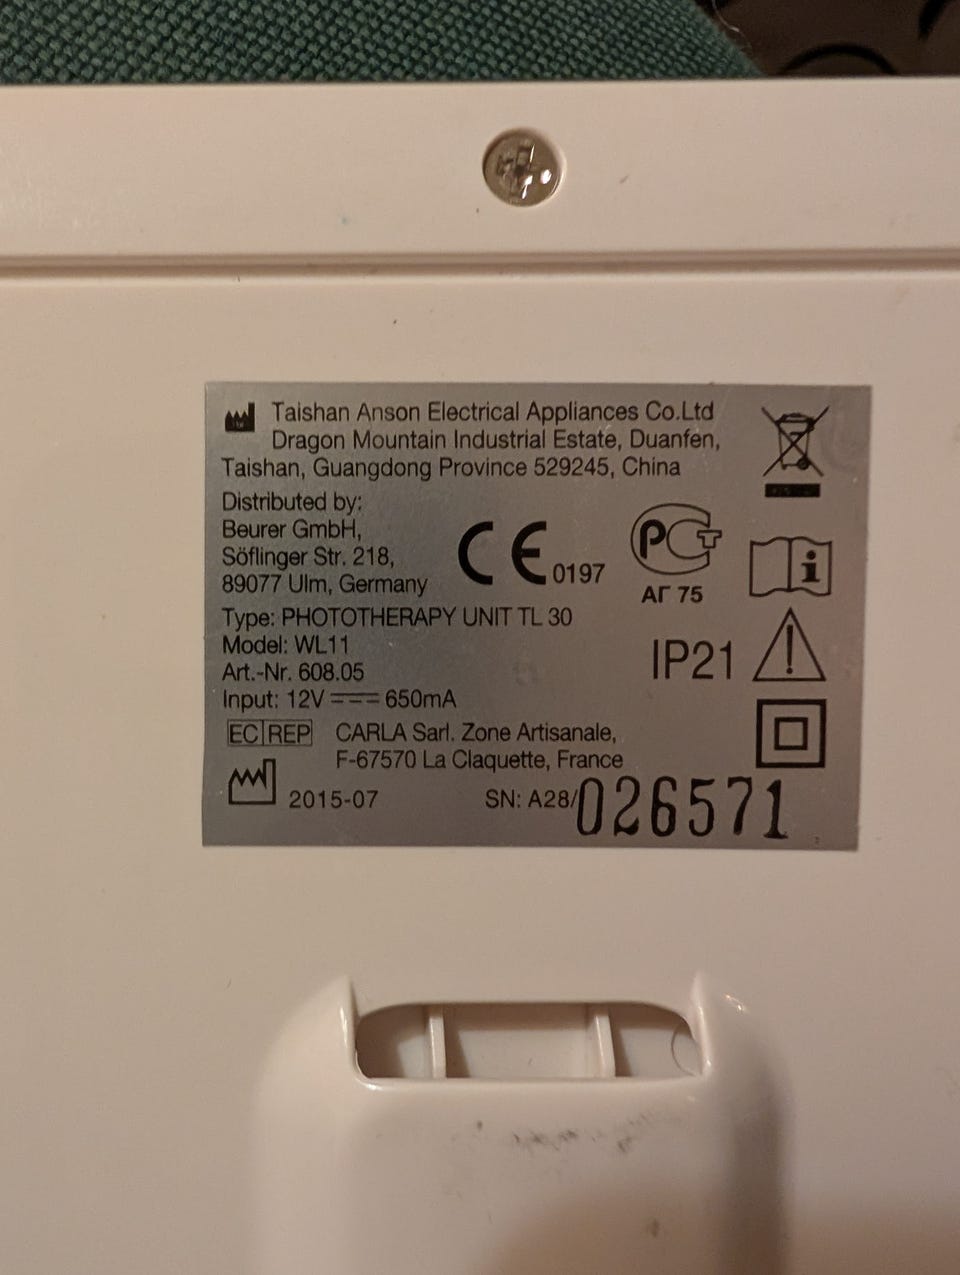 Taishan Anson Electrical Appliances Co.Ltd
Dragon Mountain Industrial Estate, Duanfen,
Taishan, Guangdong Province 529245, China
Distributed by:
Beurer GmbH,
Söflinger Str. 218,
89077 Ulm, Germany
CE 0197
РСТ
АГ 75
i
Type: PHOTOTHERAPY UNIT TL 30
Model: WL11
Art.-Nr. 608.05
Input: 12V 650mA
IP21
!
EC REP CARLA Sarl. Zone Artisanale,
F-67570 La Claquette, France
2015-07
SN: A28/026571